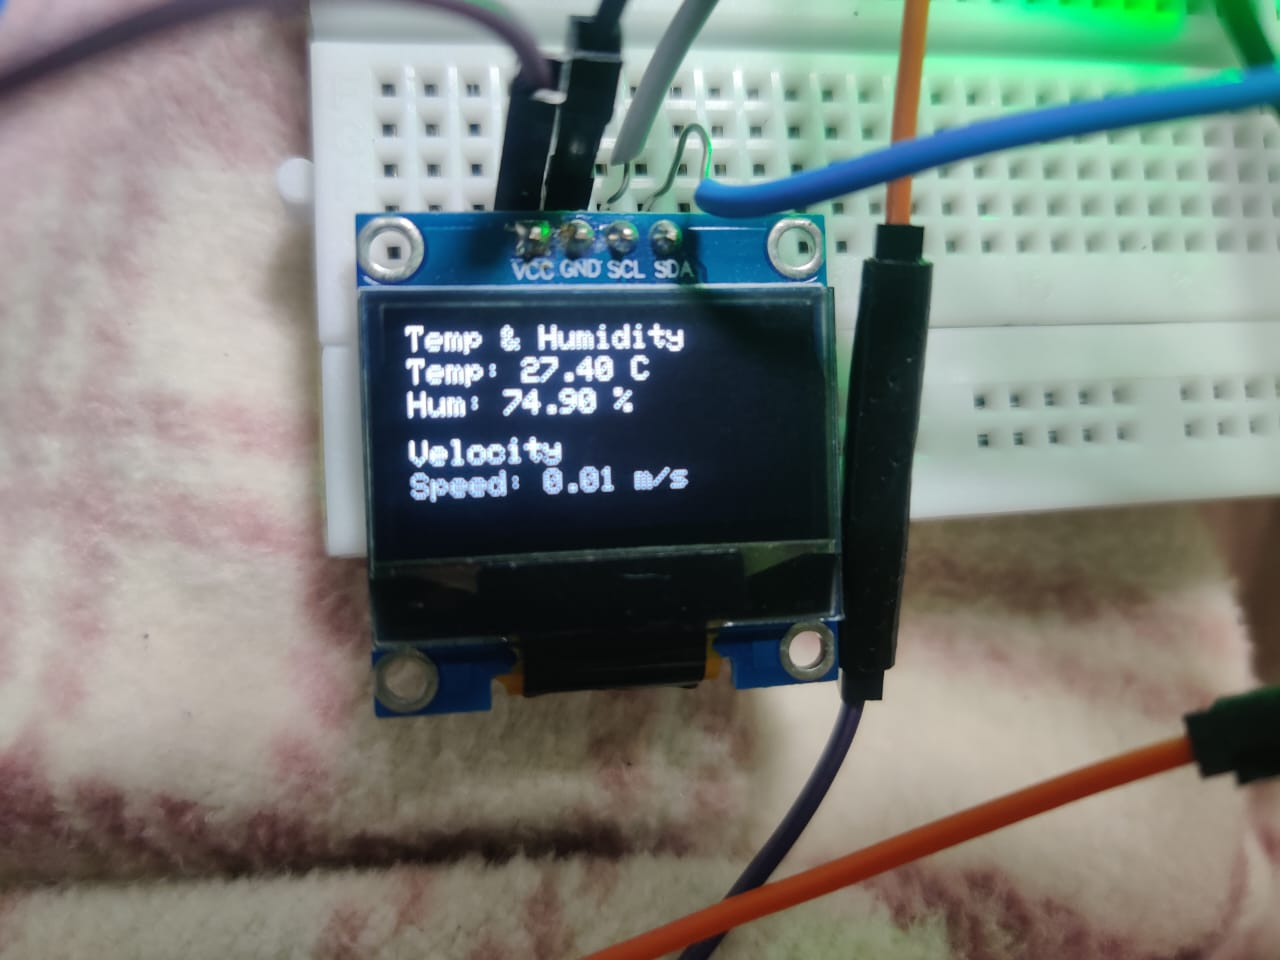 VCC GND SCL SDA
Temp & Humidity
Temp: 27.40 C
Hum: 74.90 %
Velocity
Speed: 0.01 m/s